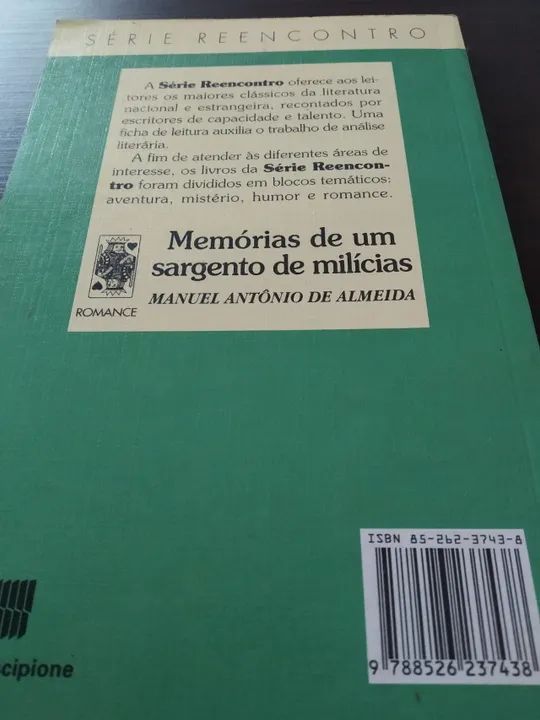 SÉRIE REENCONTRO
A Série Reencontro oferece aos lei-
tores os maiores clássicos da literatura
nacional e estrangeira, recontados por
escritores de capacidade e talento. Uma
ficha de leitura auxilia o trabalho de análise
literária.
A fim de atender às diferentes áreas de
interesse, os livros da Série Reencon-
tro foram divididos em blocos temáticos:
aventura, mistério, humor e romance.
Memórias de um
sargento de milícias
MANUEL ANTÔNIO DE ALMEIDA
ROMANCE
ISBN 85-262-3743-8
9 788526 237438
scipione